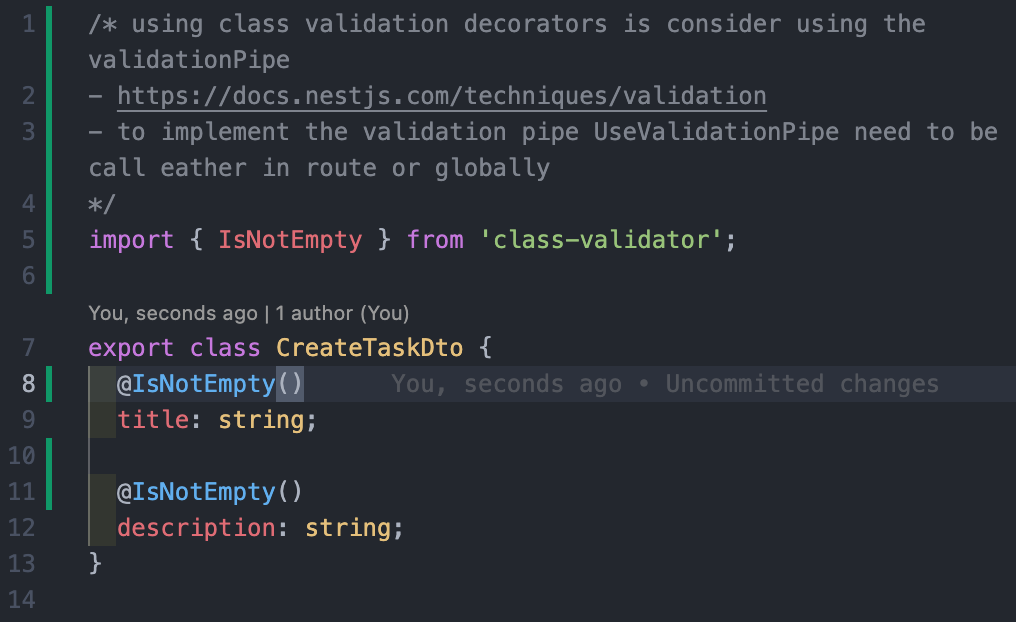 1 /* using class validation decorators is consider using the
validationPipe
2 - https://docs.nestjs.com/techniques/validation
3 - to implement the validation pipe UseValidationPipe need to be
call eather in route or globally
4 */
5 import { IsNotEmpty } from 'class-validator';
6
You, seconds ago | 1 author (You)
7 export class CreateTaskDto {
8 @IsNotEmpty() You, seconds ago • Uncommitted changes
9 title: string;
10
11 @IsNotEmpty()
12 description: string;
13 }
14